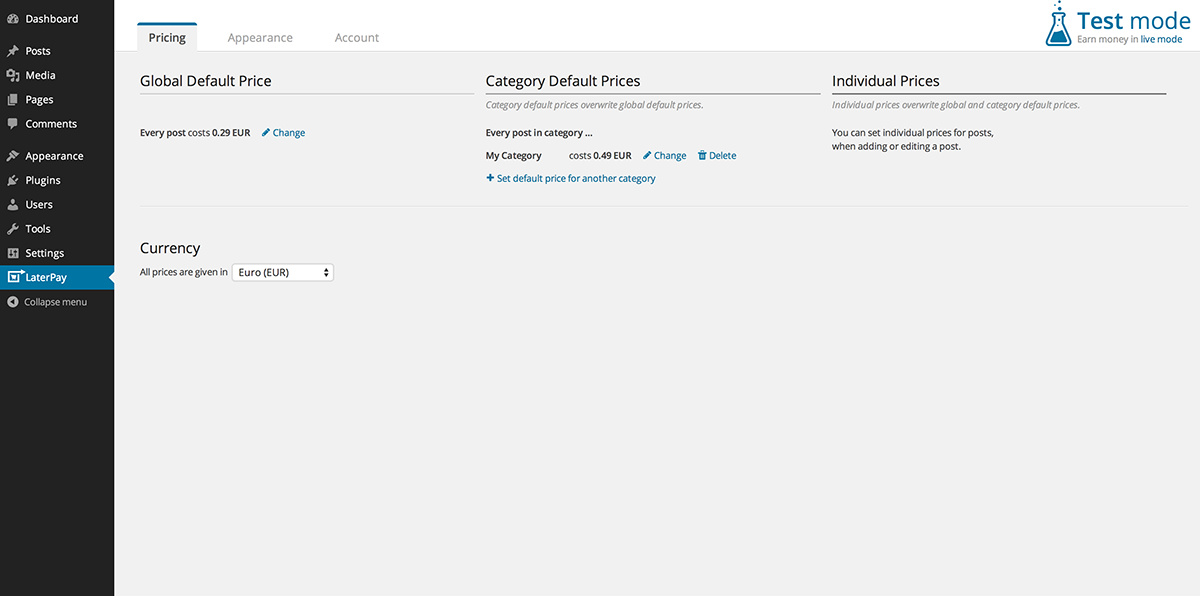 Dashboard
Posts
Media
Pages
Comments
Appearance
Plugins
Users
Tools
Settings
LaterPay
Collapse menu
Pricing Appearance Account
Test mode
Earn money in live mode
Global Default Price
Every post costs 0.29 EUR Change
Category Default Prices
Category default prices overwrite global default prices.
Every post in category ...
My Category costs 0.49 EUR Change Delete
+ Set default price for another category
Individual Prices
Individual prices overwrite global and category default prices.
You can set individual prices for posts,
when adding or editing a post.
Currency
All prices are given in Euro (EUR)